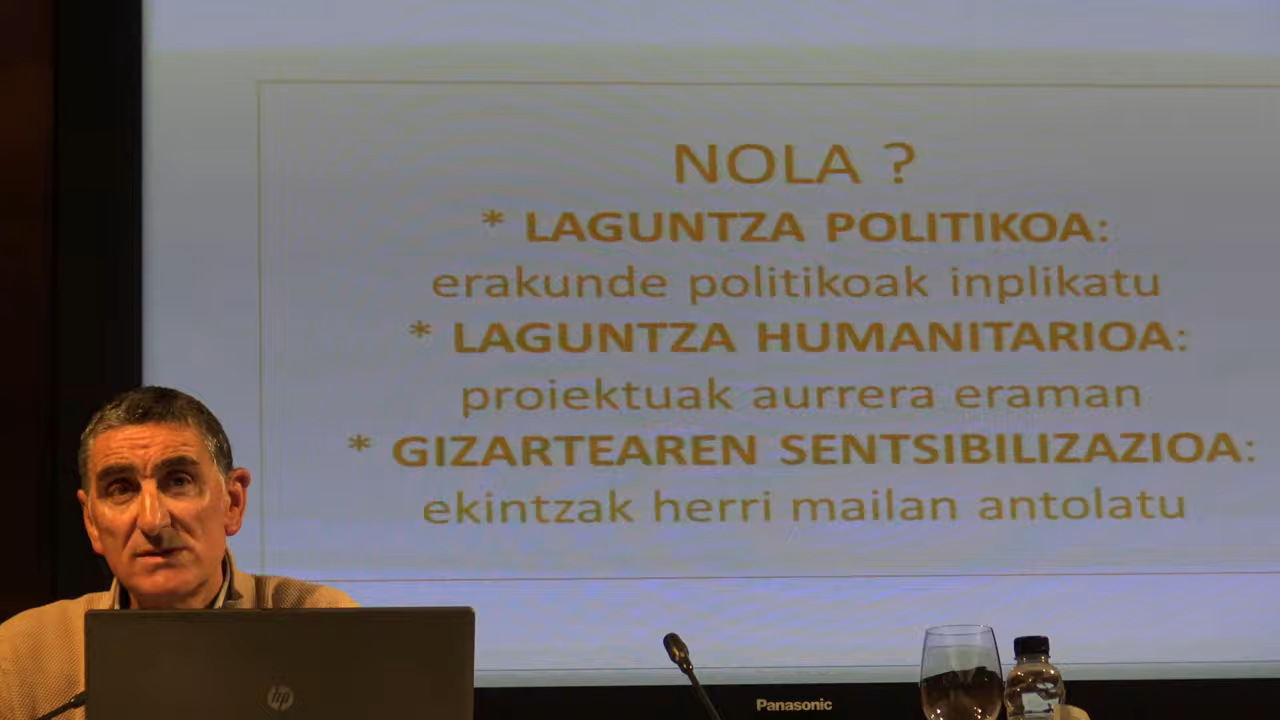 NOLA ?
* LAGUNTZA POLITIKOA:
erakunde politikoak inplikatu
* LAGUNTZA HUMANITARIOA:
proiektuak aurrera eraman
* GIZARTEAREN SENTSIBILIZAZIOA:
ekintzak herri mailan antolatu
hp
Panasonic